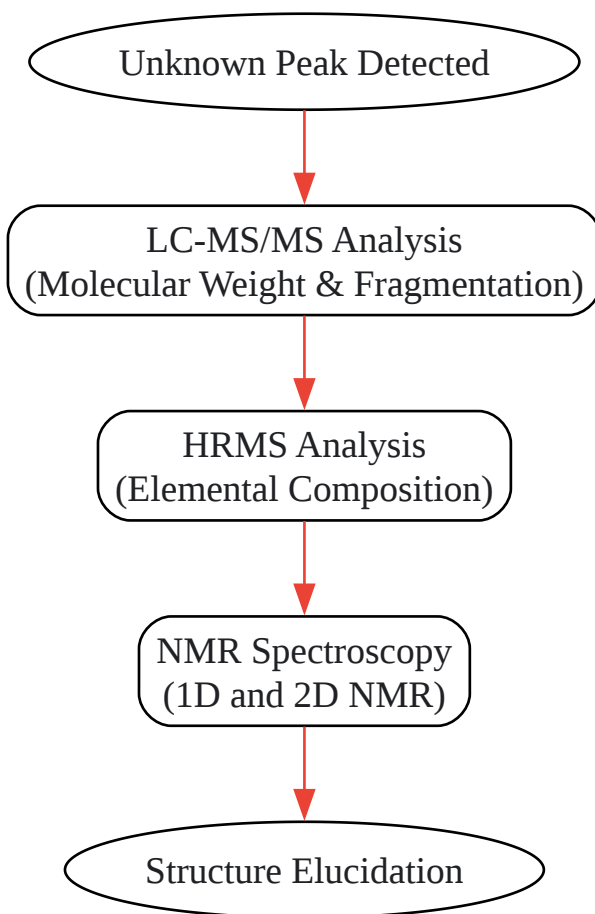 Unknown Peak Detected
LC-MS/MS Analysis
(Molecular Weight & Fragmentation)
HRMS Analysis
(Elemental Composition)
NMR Spectroscopy
(1D and 2D NMR)
Structure Elucidation